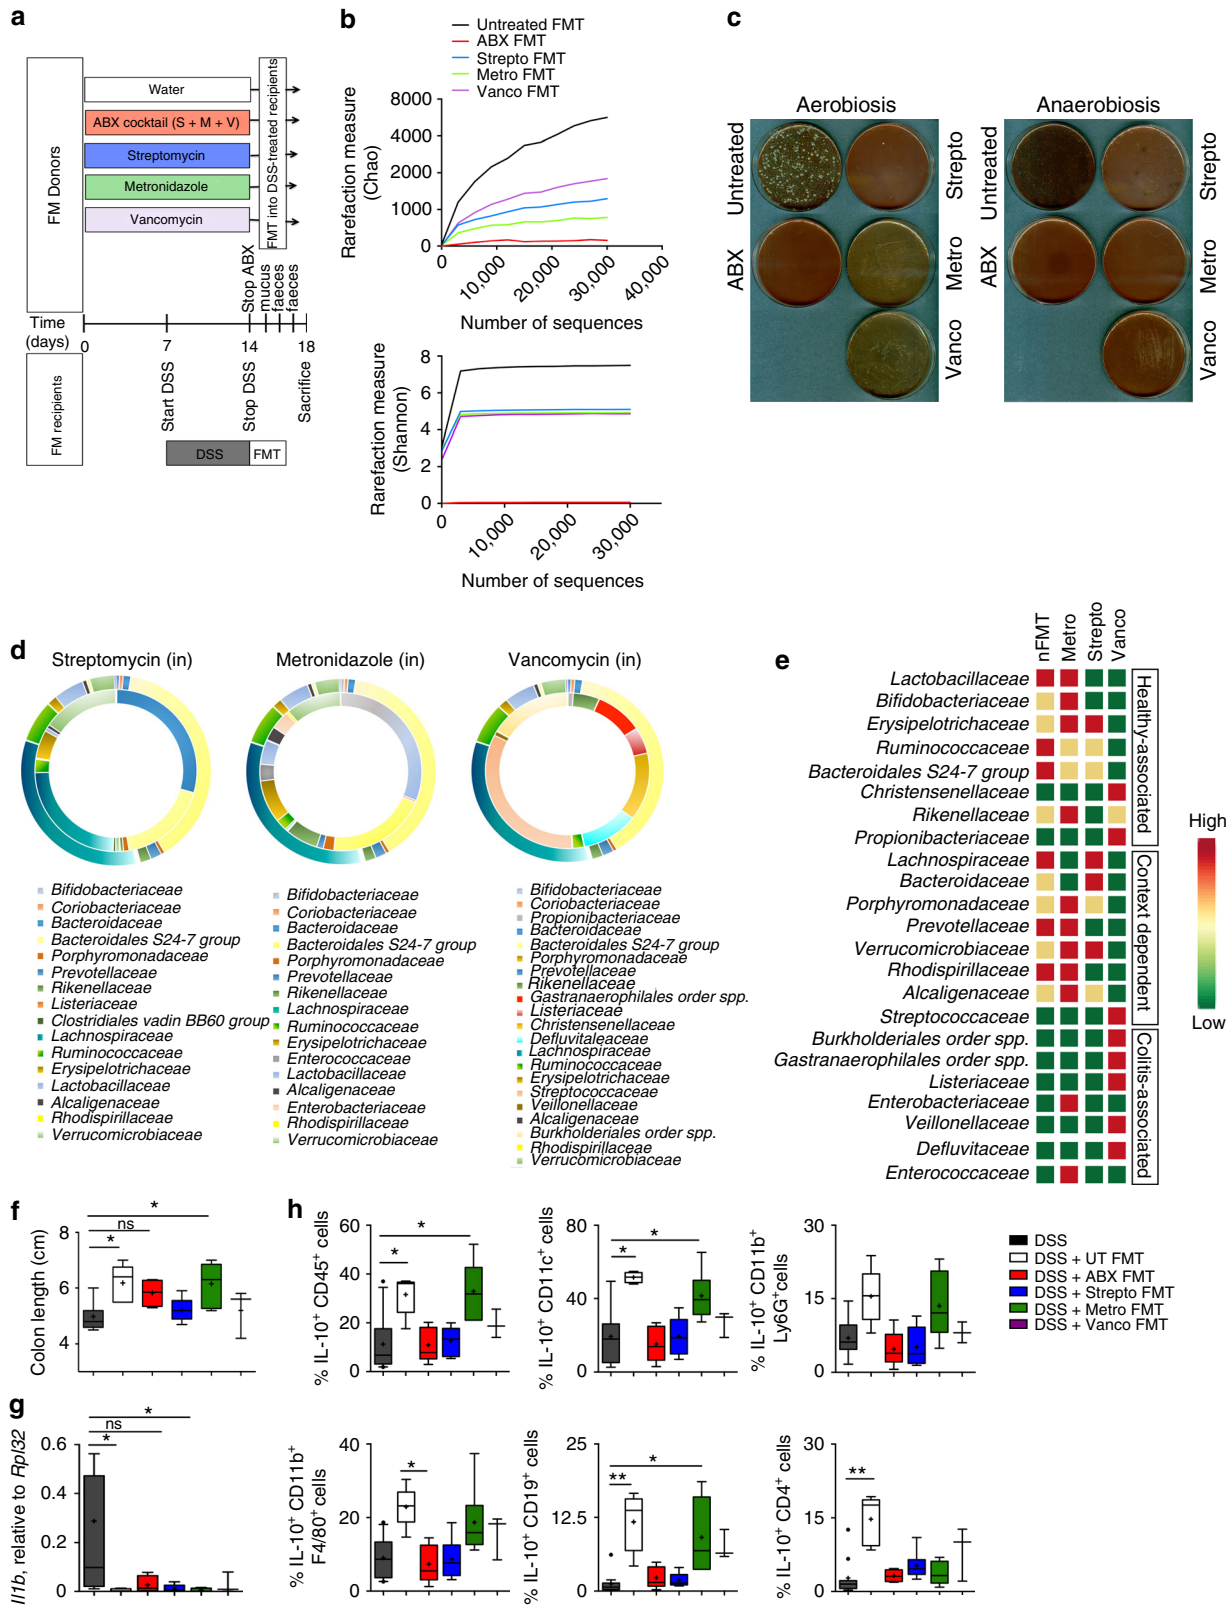 a
FM Donors
Water
ABX cocktail (S + M + V)
Streptomycin
Metronidazole
Vancomycin
FMT into DSS-treated recipients
Stop ABX
mucus
faeces
faeces
Time
(days)
0
7
14
18
FM recipients
Start DSS
Stop DSS
Sacrifice
DSS
FMT
b
Untreated FMT
ABX FMT
Strepto FMT
Metro FMT
Vanco FMT
Rarefaction measure
(Chao)
8000
4000
2000
1000
0
0
10,000
20,000
30,000
40,000
Number of sequences
Rarefaction measure
(Shannon)
8
6
4
2
0
0
10,000
20,000
30,000
Number of sequences
c
Aerobiosis
Untreated
Strepto
ABX
Metro
Vanco
Anaerobiosis
Untreated
Strepto
ABX
Metro
Vanco
d
Streptomycin (in)
Bifidobacteriaceae
Coriobacteriaceae
Bacteroidaceae
Bacteroidales S24-7 group
Porphyromonadaceae
Prevotellaceae
Rikenellaceae
Listeriaceae
Clostridiales vadin BB60 group
Lachnospiraceae
Ruminococcaceae
Erysipelotrichaceae
Lactobacillaceae
Alcaligenaceae
Rhodispirillaceae
Verrucomicrobiaceae
Metronidazole (in)
Bifidobacteriaceae
Coriobacteriaceae
Bacteroidaceae
Bacteroidales S24-7 group
Porphyromonadaceae
Prevotellaceae
Rikenellaceae
Lachnospiraceae
Ruminococcaceae
Erysipelotrichaceae
Enterococcaceae
Lactobacillaceae
Alcaligenaceae
Enterobacteriaceae
Rhodispirillaceae
Verrucomicrobiaceae
Vancomycin (in)
Bifidobacteriaceae
Coriobacteriaceae
Propionibacteriaceae
Bacteroidaceae
Bacteroidales S24-7 group
Porphyromonadaceae
Prevotellaceae
Rikenellaceae
Gastranaerophilales order spp.
Listeriaceae
Christensenellaceae
Defluvitaleaceae
Lachnospiraceae
Ruminococcaceae
Erysipelotrichaceae
Streptococcaceae
Veillonellaceae
Alcaligenaceae
Burkholderiales order spp.
Rhodispirillaceae
Verrucomicrobiaceae
e
nFMT
Metro
Strepto
Vanco
Lactobacillaceae
Bifidobacteriaceae
Erysipelotrichaceae
Ruminococcaceae
Bacteroidales S24-7 group
Christensenellaceae
Rikenellaceae
Propionibacteriaceae
Lachnospiraceae
Bacteroidaceae
Porphyromonadaceae
Prevotellaceae
Verrucomicrobiaceae
Rhodispirillaceae
Alcaligenaceae
Streptococcaceae
Burkholderiales order spp.
Gastranaerophilales order spp.
Listeriaceae
Enterobacteriaceae
Veillonellaceae
Defluvitaceae
Enterococcaceae
Healthy-associated
Context dependent
Colitis-associated
High
Low
f
Colon length (cm)
8
6
4
*
ns
*
g
Il1b, relative to Rpl32
0.6
0.4
0.2
0
*
ns
*
h
% IL-10+ CD45+ cells
60
40
20
0
*
*
% IL-10+ CD11c+ cells
80
40
0
*
*
% IL-10+ CD11b+
Ly6G+cells
30
15
0
DSS
DSS + UT FMT
DSS + ABX FMT
DSS + Strepto FMT
DSS + Metro FMT
DSS + Vanco FMT
% IL-10+ CD11b+
F4/80+ cells
40
20
0
*
% IL-10+ CD19+ cells
25
12.5
0
**
*
% IL-10+ CD4+ cells
30
15
0
**